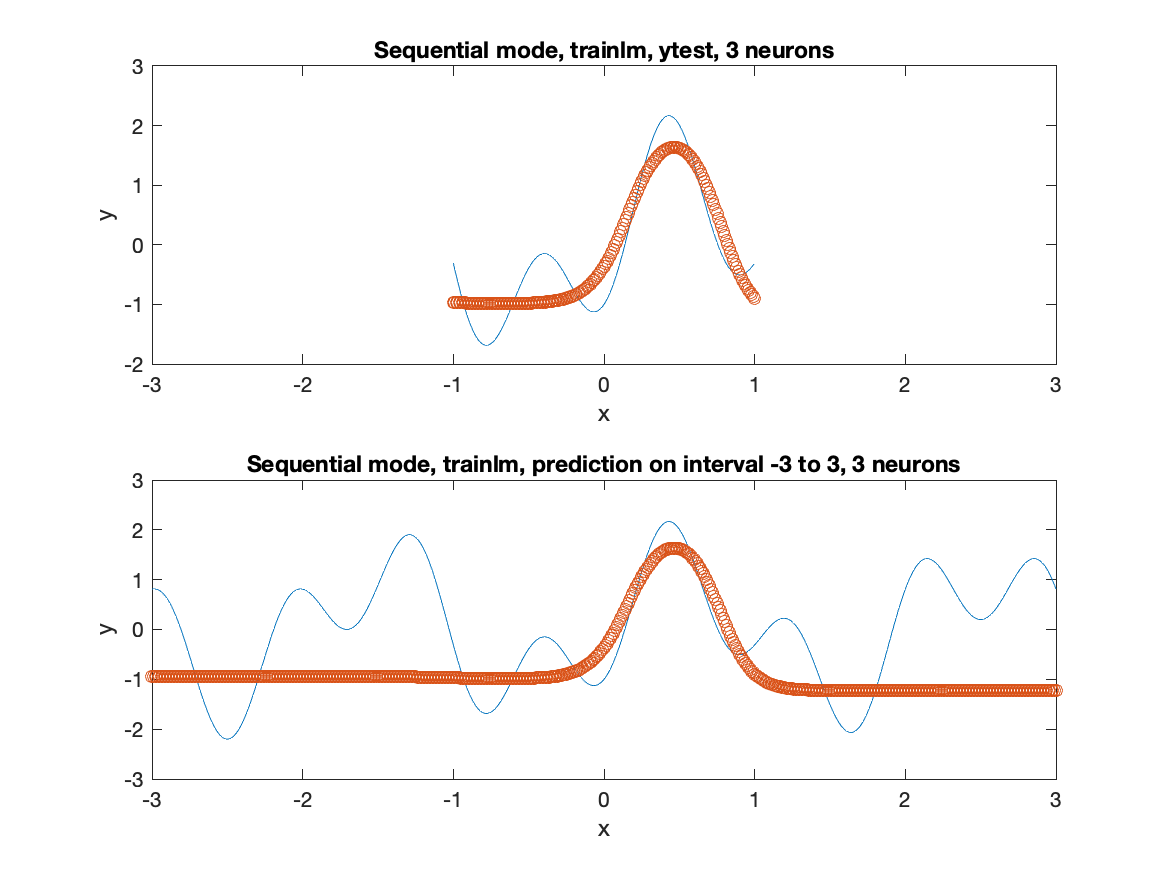 Sequential mode, trainlm, ytest, 3 neurons
3
2
1
0
-1
-2
y
-3 -2 -1 0 1 2 3
x
Sequential mode, trainlm, prediction on interval -3 to 3, 3 neurons
3
2
1
0
-1
-2
-3
y
-3 -2 -1 0 1 2 3
x